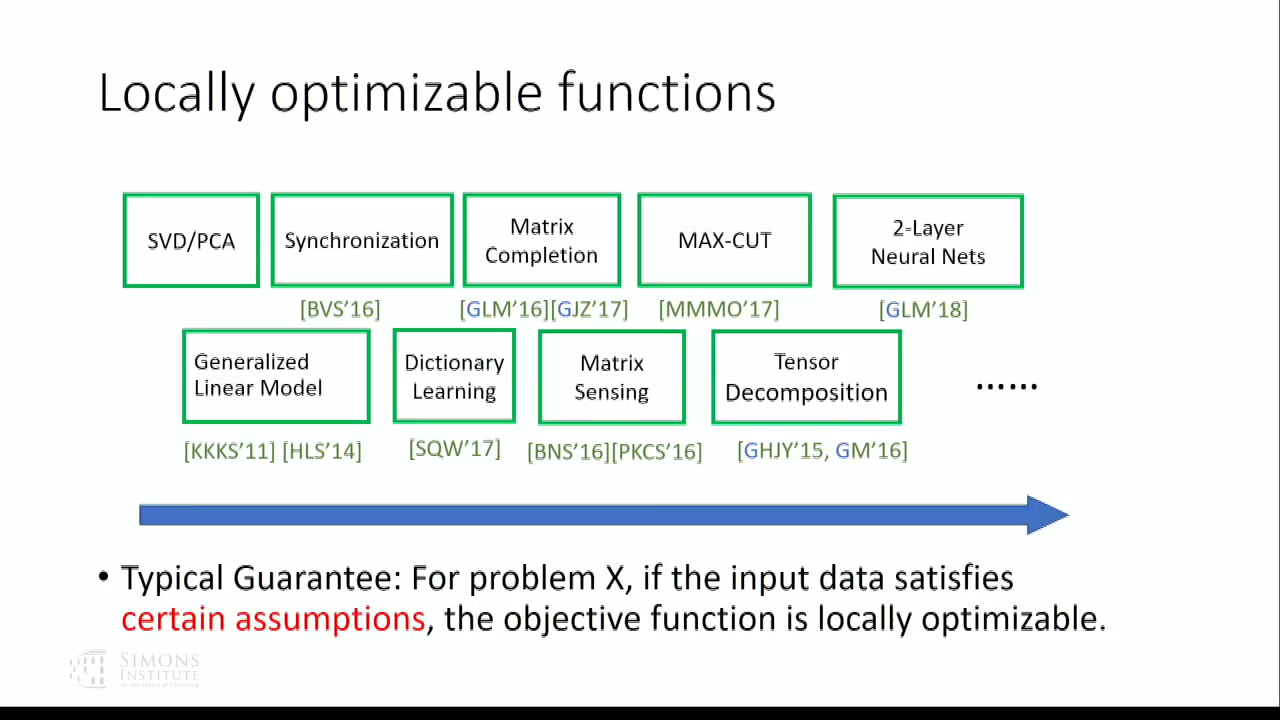 Locally optimizable functions
SVD/PCA
Synchronization
Matrix
Completion
MAX-CUT
2-Layer
Neural Nets
[BVS’16]
[GLM’16][GJZ’17]
[MMMO’17]
[GLM’18]
Generalized
Linear Model
Dictionary
Learning
Matrix
Sensing
Tensor
Decomposition
......
[KKKS’11] [HLS’14]
[SQW’17]
[BNS’16][PKCS’16]
[GHJY’15, GM’16]
• Typical Guarantee: For problem X, if the input data satisfies
certain assumptions, the objective function is locally optimizable.
SIMONS
INSTITUTE